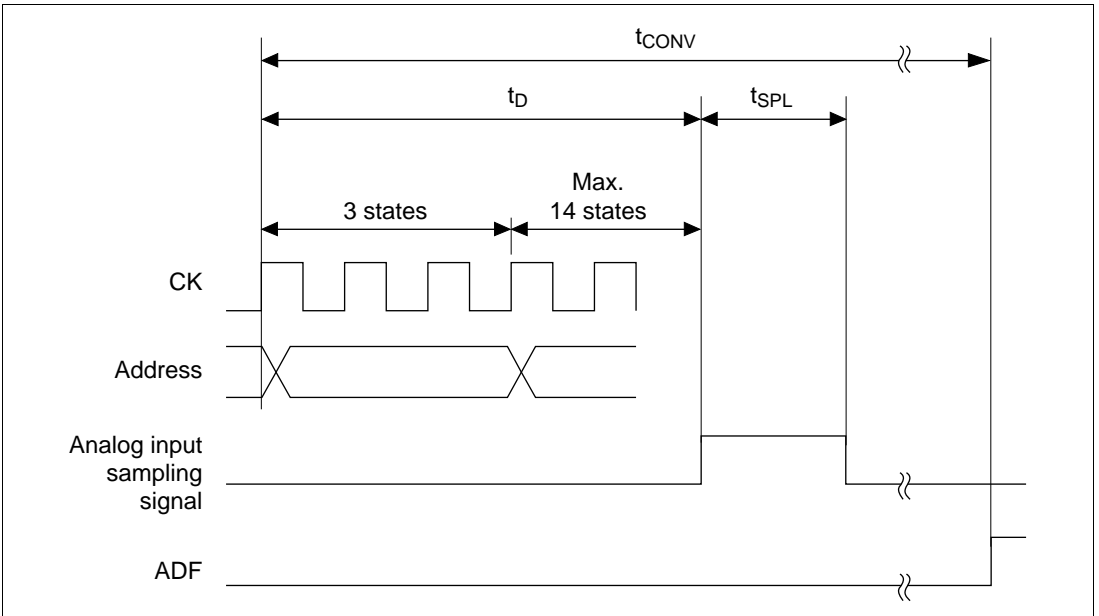 tCONV
tD
tSPL
Max.
3 states
14 states
CK
Address
Analog input
sampling
signal
ADF